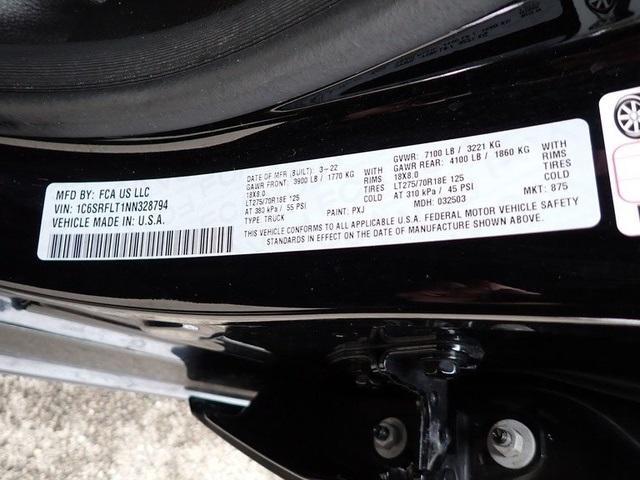 MFD BY: FCA US LLC
VIN: 1C6SRFLT1NN328794
VEHICLE MADE IN U.S.A.
DATE OF MFR (BUILT): 3-22
GAWR FRONT: 3900 LB / 1770 KG WITH
18X8.0 RIMS
LT275/70R18E 125 TIRES
AT 380 kPa / 55 PSI COLD
TYPE: TRUCK PAINT: PXJ
GVWR: 7100 LB / 3221 KG
GAWR REAR: 4100 LB / 1860 KG WITH
18X8.0 RIMS
LT275/70R18E 125 TIRES
AT 310 kPa / 45 PSI COLD
MDH: 032503 MKT: 875
THIS VEHICLE CONFORMS TO ALL APPLICABLE U.S. FEDERAL MOTOR VEHICLE SAFETY
STANDARDS IN EFFECT ON THE DATE OF MANUFACTURE SHOWN ABOVE.